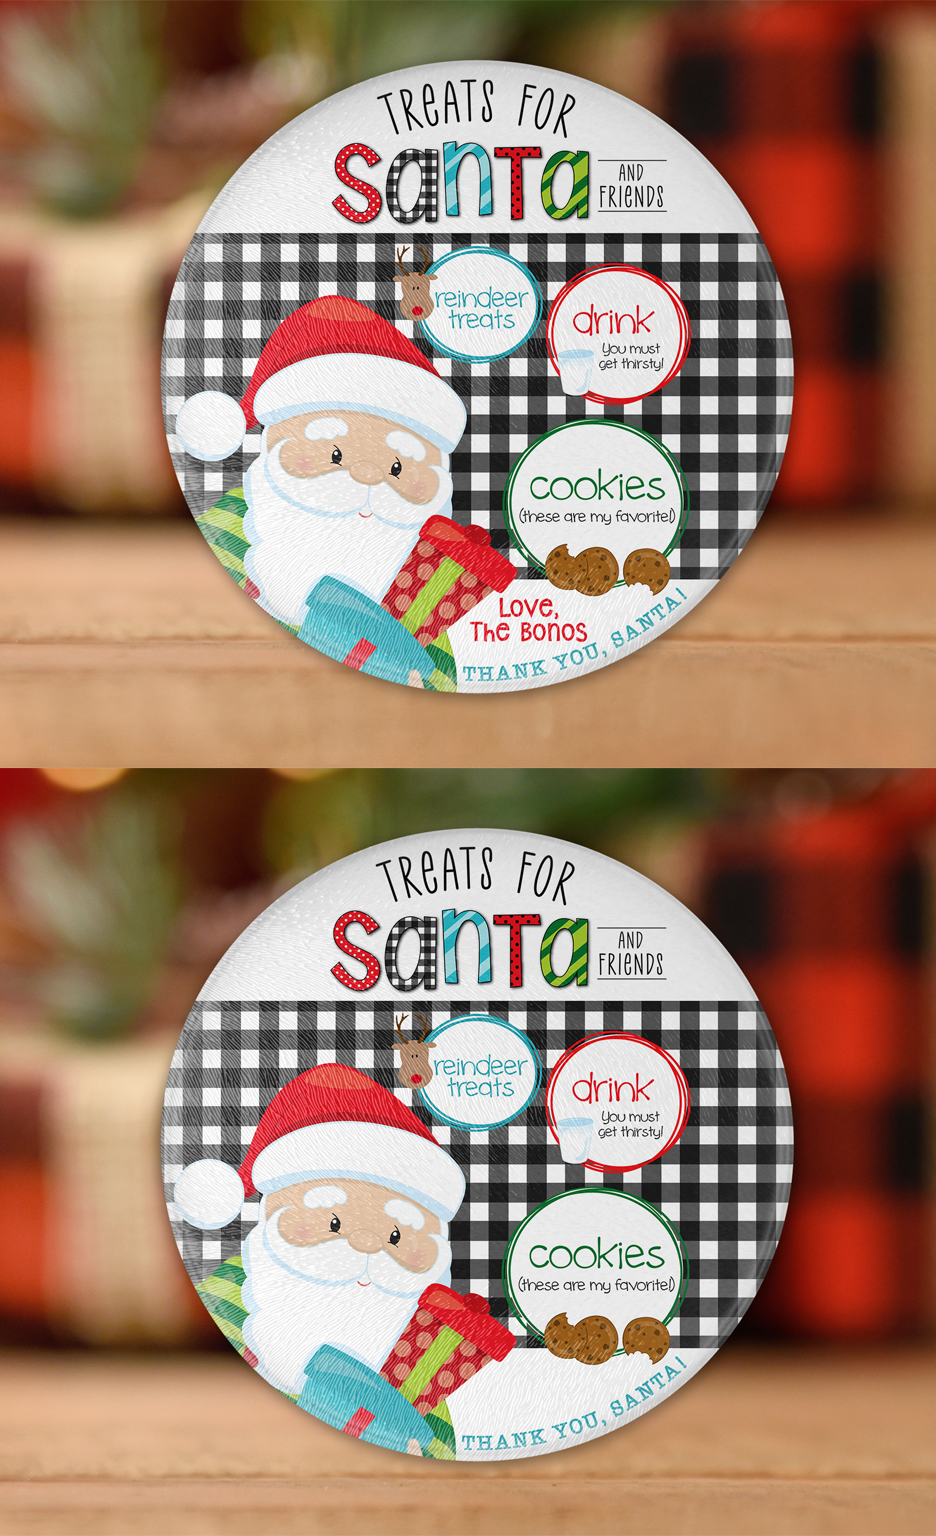 TREATS FOR
santa
AND
FRIENDS
reindeer
treats
drink
You must
get thirsty!
cookies
(these are my favorite!)
Love,
The Bonos
THANK YOU, SANTA!
TREATS FOR
santa
AND
FRIENDS
reindeer
treats
drink
You must
get thirsty!
cookies
(these are my favorite!)
THANK YOU, SANTA!